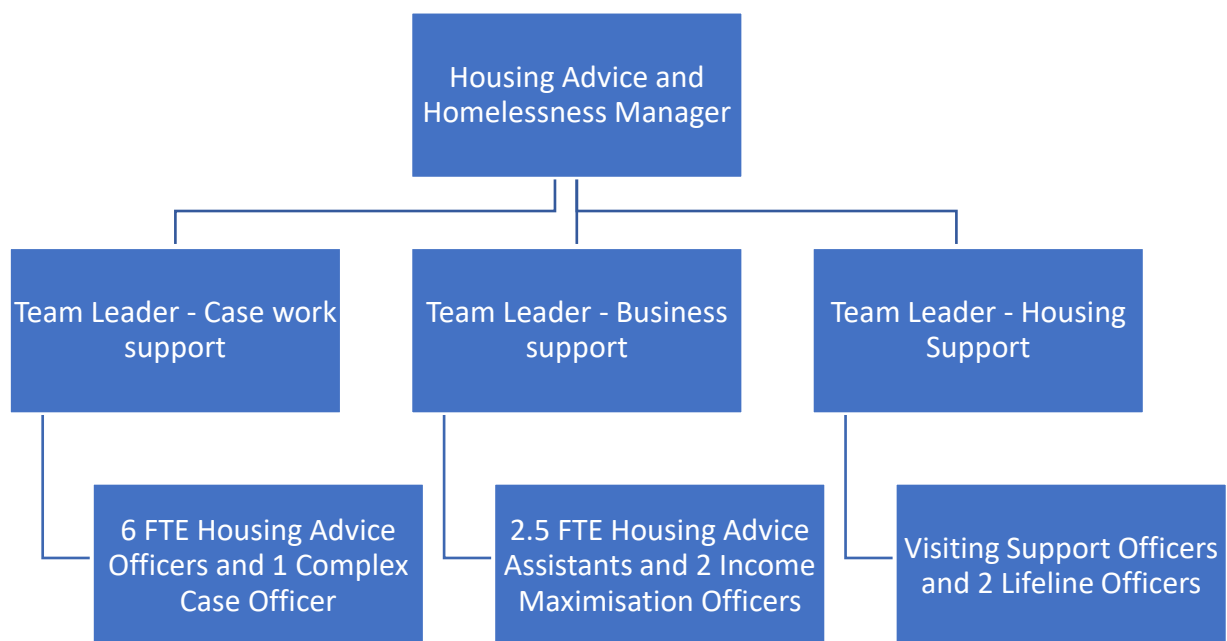 Housing Advice and
Homelessness Manager
Team Leader - Case work
support
Team Leader - Business
support
Team Leader - Housing
Support
6 FTE Housing Advice
Officers and 1 Complex
Case Officer
2.5 FTE Housing Advice
Assistants and 2 Income
Maximisation Officers
Visiting Support Officers
and 2 Lifeline Officers